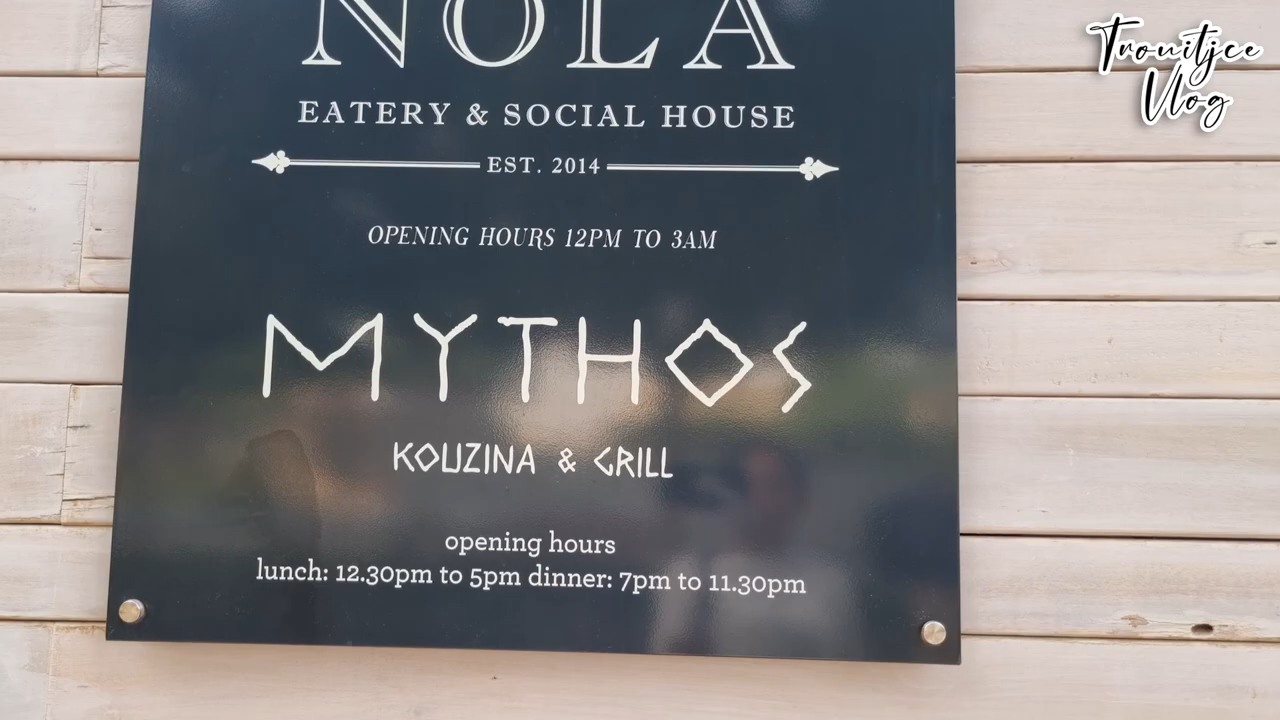 NOLA
EATERY & SOCIAL HOUSE
EST. 2014
OPENING HOURS 12PM TO 3AM
MYTHOS
KOUZINA & GRILL
opening hours
lunch: 12.30pm to 5pm dinner: 7pm to 11.30pm
Trouitjce
Vlog